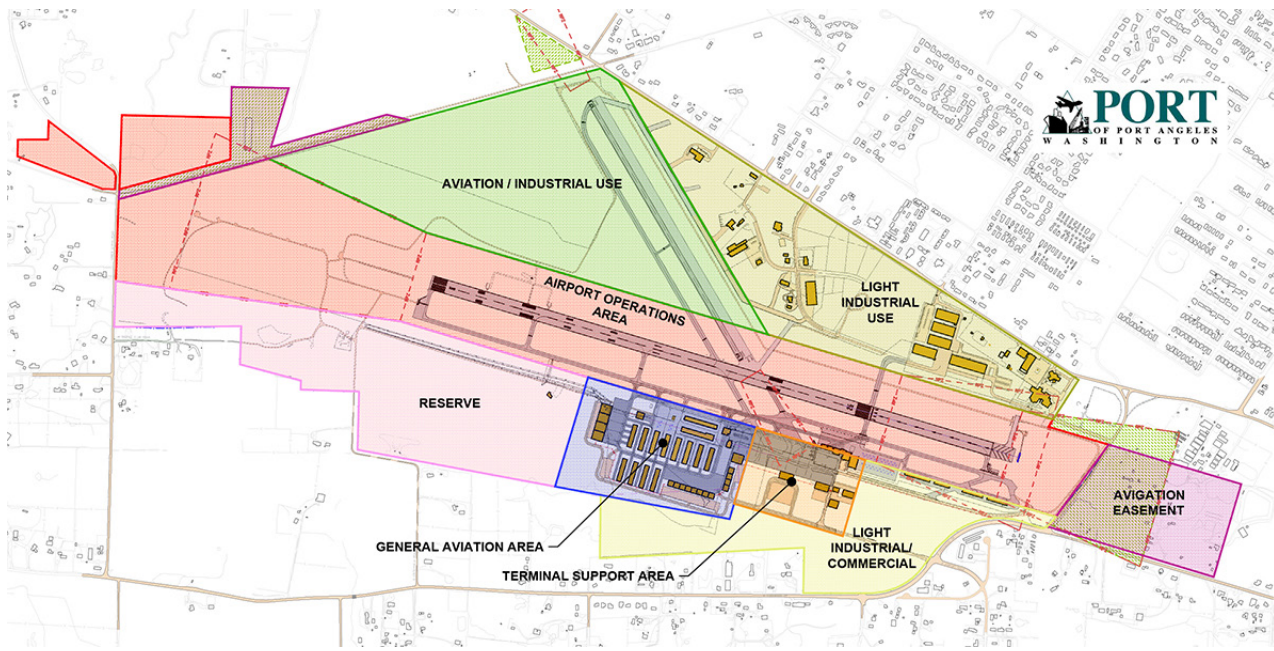 PORT
OF PORT ANGELES
WASHINGTON
AVIATION / INDUSTRIAL USE
AIRPORT OPERATIONS
AREA
LIGHT
INDUSTRIAL
USE
RESERVE
AVIGATION
EASEMENT
GENERAL AVIATION AREA
LIGHT
INDUSTRIAL/
COMMERCIAL
TERMINAL SUPPORT AREA